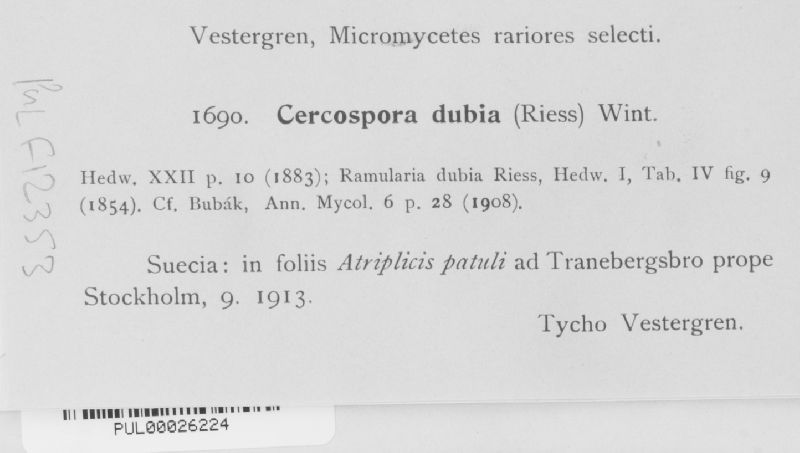 Vestergren, Micromycetes rariores selecti.
1690. Cercospora dubia (Riess) Wint.
Hedw. XXII p. 10 (1883); Ramularia dubia Riess, Hedw. I, Tab. IV fig. 9
(1854). Cf. Bubák, Ann. Mycol. 6 p. 28 (1908).
Suecia: in foliis Atriplicis patuli ad Tranebergsbro prope
Stockholm, 9. 1913.
Tycho Vestergren.
PUL F12353
PUL00026224